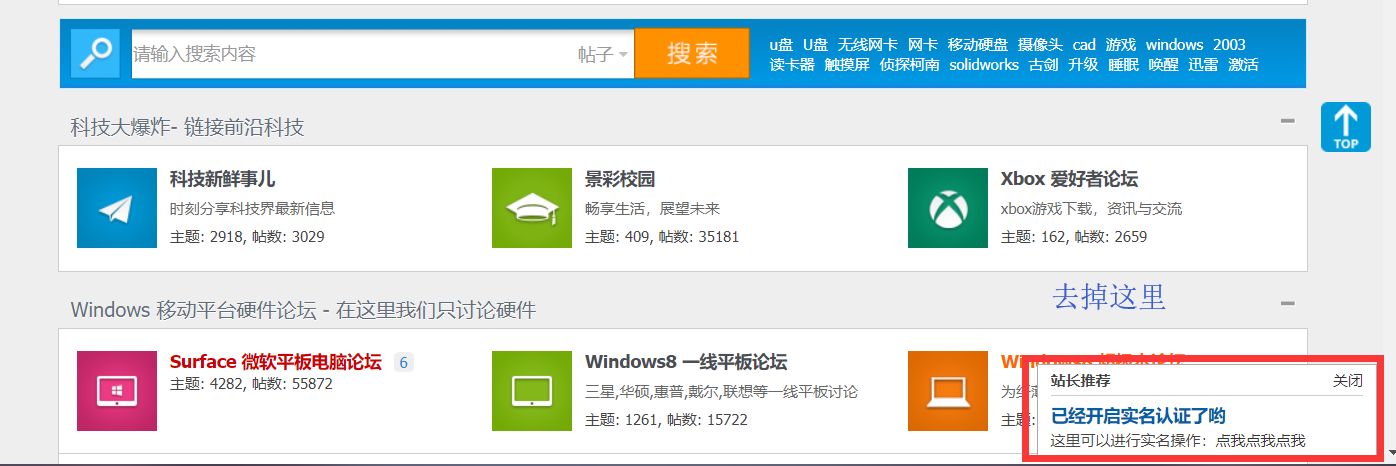 请输入搜索内容 帖子 搜索
u盘 U盘 无线网卡 网卡 移动硬盘 摄像头 cad 游戏 windows 2003
读卡器 触摸屏 侦探柯南 solidworks 古剑 升级 睡眠 唤醒 迅雷 激活
TOP
科技大爆炸- 链接前沿科技
科技新鲜事儿
时刻分享科技界最新信息
主题: 2918, 帖数: 3029
景彩校园
畅享生活，展望未来
主题: 409, 帖数: 35181
Xbox 爱好者论坛
xbox游戏下载，资讯与交流
主题: 162, 帖数: 2659
去掉这里
Windows 移动平台硬件论坛 - 在这里我们只讨论硬件
Surface 微软平板电脑论坛 6
主题: 4282, 帖数: 55872
Windows8 一线平板论坛
三星,华硕,惠普,戴尔,联想等一线平板讨论
主题: 1261, 帖数: 15722
为
主题:
站长推荐 关闭
已经开启实名认证了哟
这里可以进行实名操作：点我点我点我